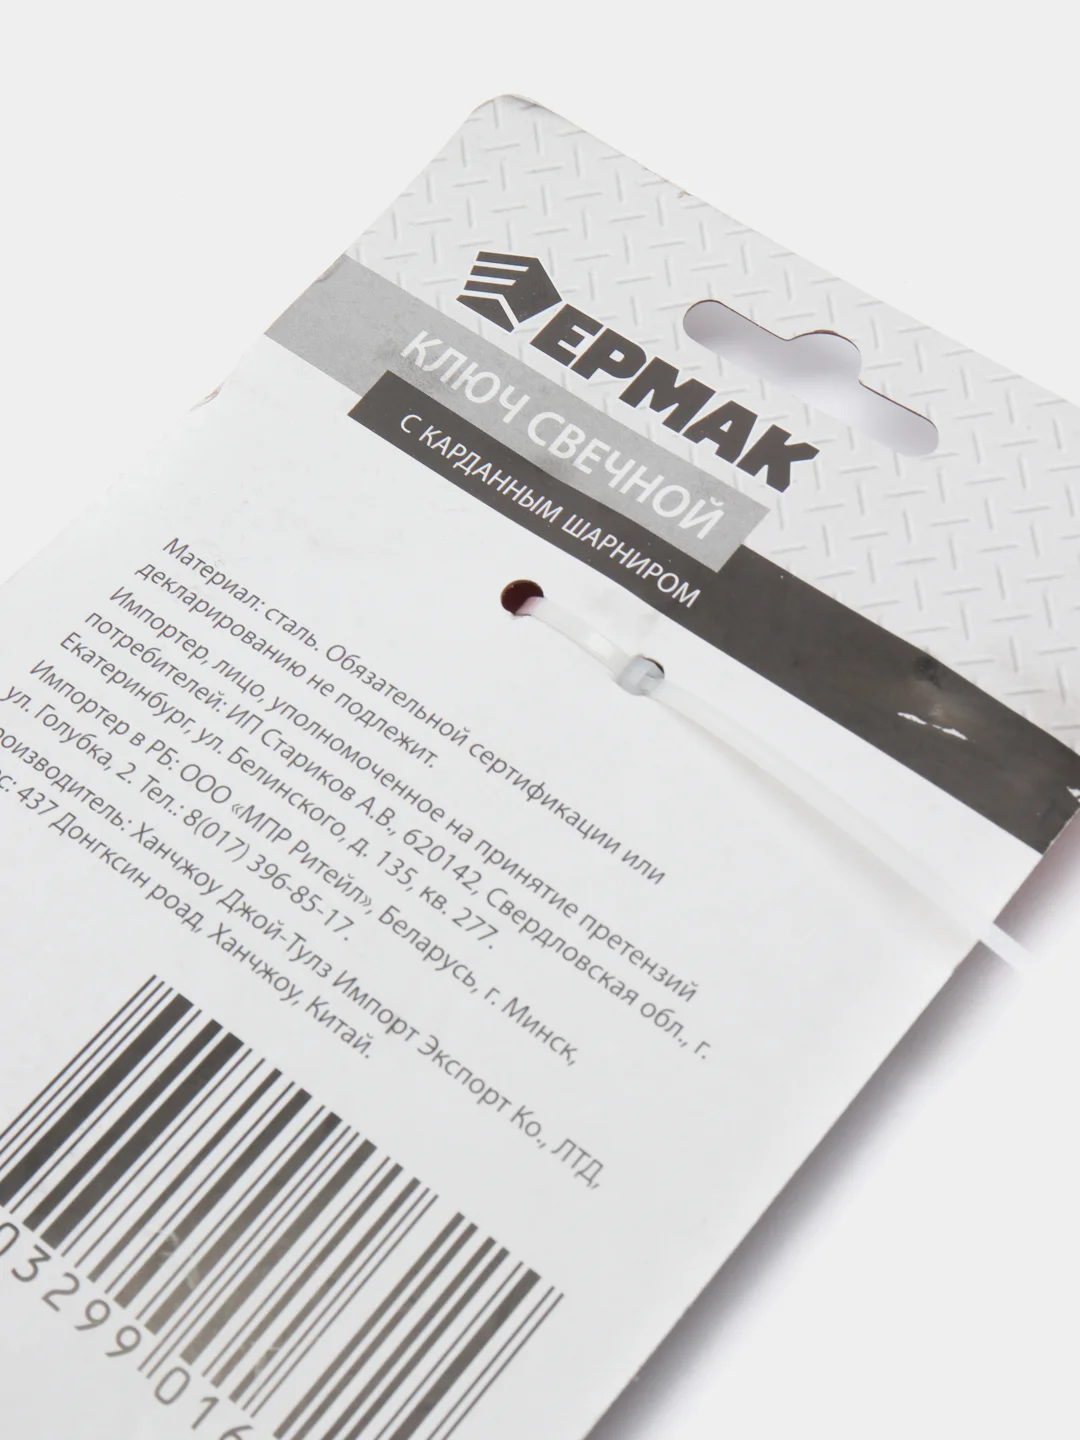 ЕРМАК
КЛЮЧ СВЕЧНОЙ
С КАРДАННЫМ ШАРНИРОМ
Материал: сталь. Обязательной сертификации или
декларированию не подлежит.
Импортер, лицо, уполномоченное на принятие претензий
потребителей: ИП Стариков А.В., 620142, Свердловская обл., г.
Екатеринбург, ул. Белинского, д. 135, кв. 277.
Импортер в РБ: ООО «МПР Ритейл», Беларусь, г. Минск,
ул. Голубка, 2. Тел.: 8(017) 396-85-17.
роизводитель: Ханчжоу Джой-Тулз Импорт Экспорт Ко., ЛТД,
с: 437 Донгксин роад, Ханчжоу, Китай.
03299 016